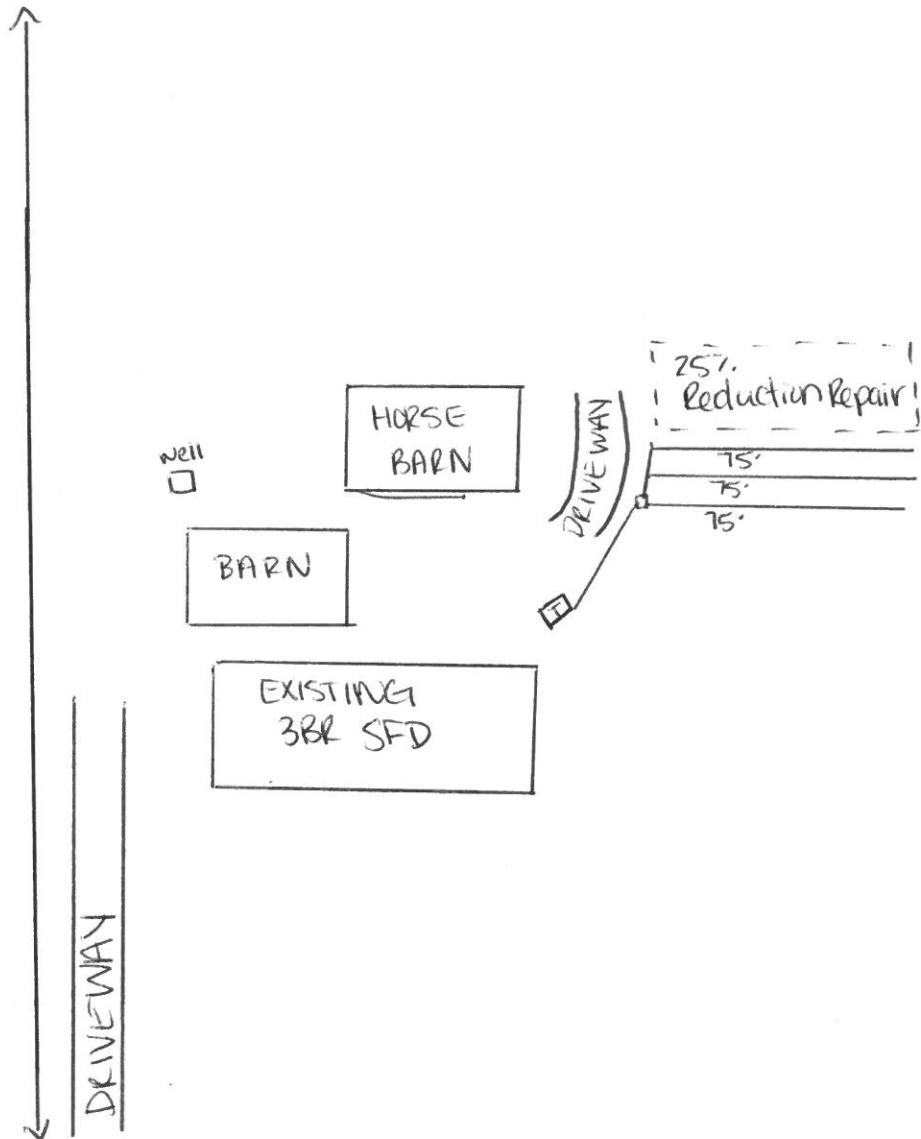 25%
Reduction Repair
HORSE
BARN
DRIVEWAY
well
75'
75'
75'
BARN
T
EXISTING
3BR SFD
DRIVEWAY